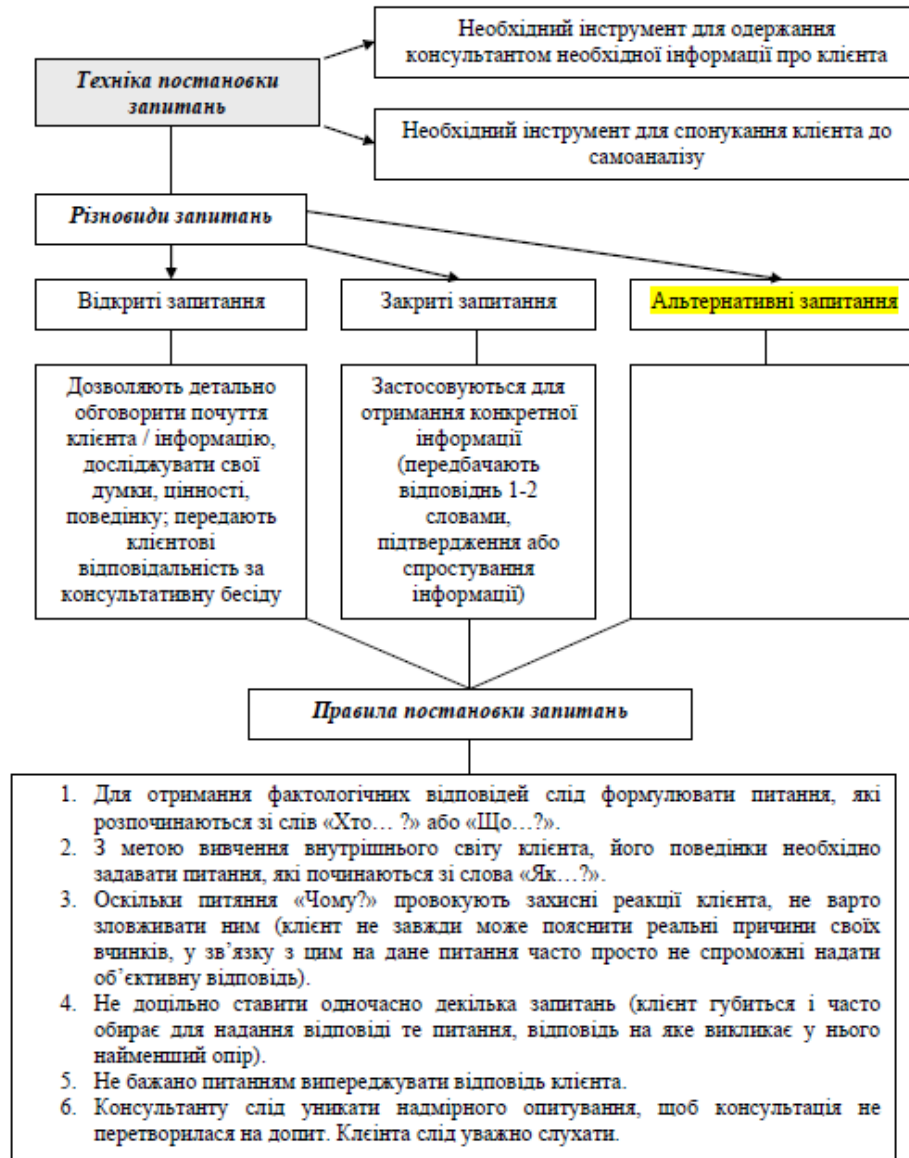 Техніка постановки
запитань
Необхідний інструмент для одержання
консультантом необхідної інформації про клієнта
Необхідний інструмент для спонукання клієнта до
самоаналізу
Різновиди запитань
Відкриті запитання
Закриті запитання
Альтернативні запитання
Дозволяють детально
обговорити почуття
клієнта / інформацію,
досліджувати свої
думки, цінності,
поведінку; передають
клієнтові
відповідальність за
консультативну бесіду
Застосовуються для
отримання конкретної
інформації
(передбачають
відповіднь 1-2
словами,
підтвердження або
спростування
інформації)
Правила постановки запитань
1. Для отримання фактологічних відповідей слід формулювати питання, які
розпочинаються зі слів «Хто… ?» або «Що…?».
2. З метою вивчення внутрішнього світу клієнта, його поведінки необхідно
задавати питання, які починаються зі слова «Як…?».
3. Оскільки питяння «Чому?» провокують захисні реакції клієнта, не варто
зловживати ним (клієнт не завжди може пояснити реальні причини своїх
вчинків, у зв’язку з цим на дане питання часто просто не спроможні надати
об’єктивну відповідь).
4. Не доцільно ставити одночасно декілька запитань (клієнт губиться і часто
обирає для надання відповіді те питання, відповідь на яке викликає у нього
найменший опір).
5. Не бажано питанням випереджувати відповідь клієнта.
6. Консультанту слід уникати надмірного опитування, щоб консультація не
перетворилася на допит. Клєінта слід уважно слухати.